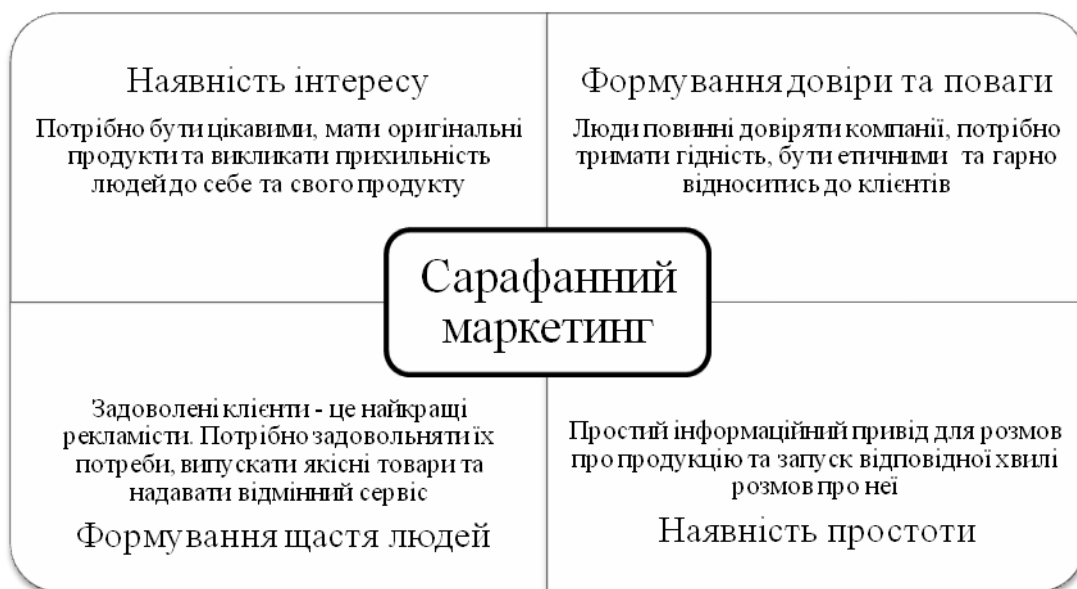 Наявність інтересу
Потрібно бути цікавими, мати оригінальні
продукти та викликати прихильність
людей до себе та свого продукту
Формування довіри та поваги
Люди повинні довіряти компанії, потрібно
тримати гідність, бути етичними та гарно
відноситись до клієнтів
Сарафанний
маркетинг
Задоволені клієнти - це найкращі
рекламісти. Потрібно задовольняти їх
потреби, випускати якісні товари та
надавати відмінний сервіс
Формування щастя людей
Простий інформаційний привід для розмов
про продукцію та запуск відповідної хвилі
розмов про неї
Наявність простоти